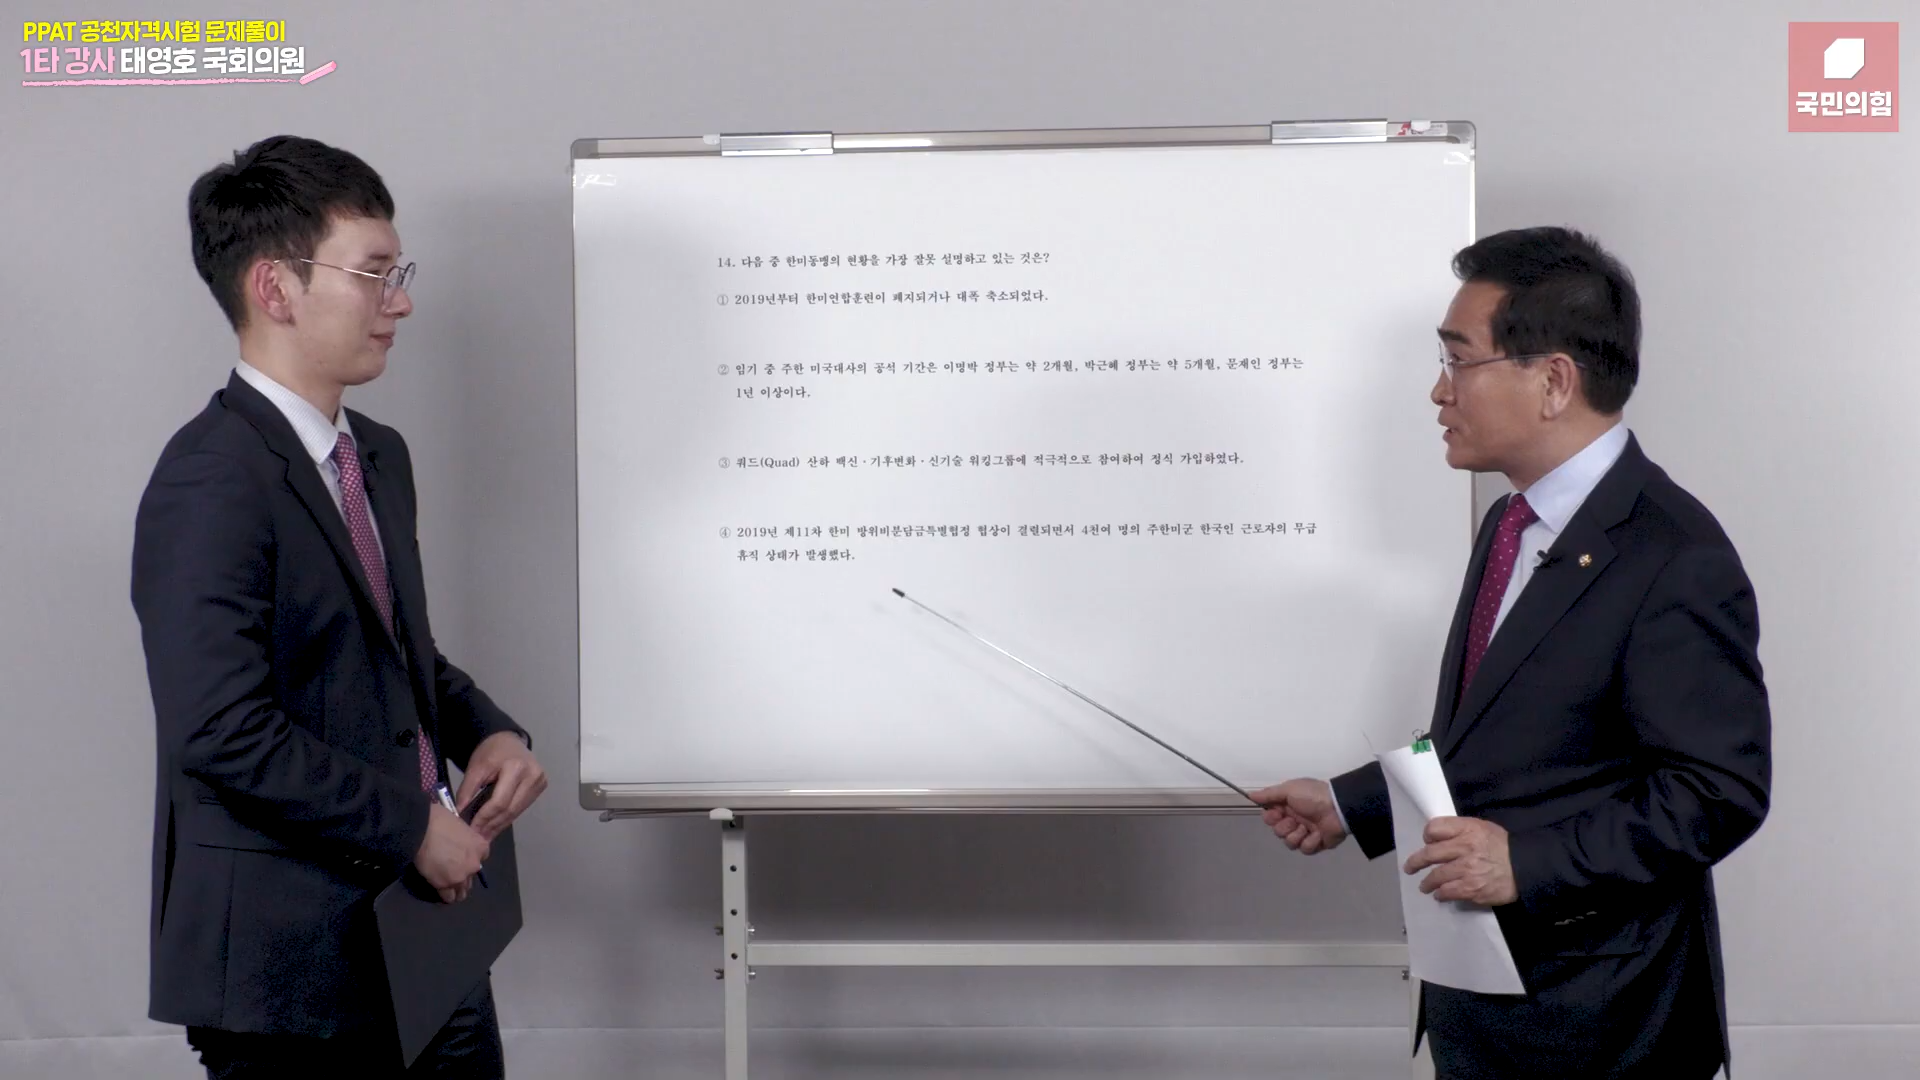 PPAT 공천자격시험 문제풀이
1타 강사 태영호 국회의원
국민의힘
14. 다음 중 한미동맹의 현황을 가장 잘못 설명하고 있는 것은?
① 2019년부터 한미연합훈련이 폐지되거나 대폭 축소되었다.
② 임기 중 주한 미국대사의 공석 기간은 이명박 정부는 약 2개월, 박근혜 정부는 약 5개월, 문재인 정부는
1년 이상이다.
③ 쿼드(Quad) 산하 백신·기후변화·신기술 워킹그룹에 적극적으로 참여하여 정식 가입하였다.
④ 2019년 제11차 한미 방위비분담금특별협정 협상이 결렬되면서 4천여 명의 주한미군 한국인 근로자의 무급
휴직 상태가 발생했다.